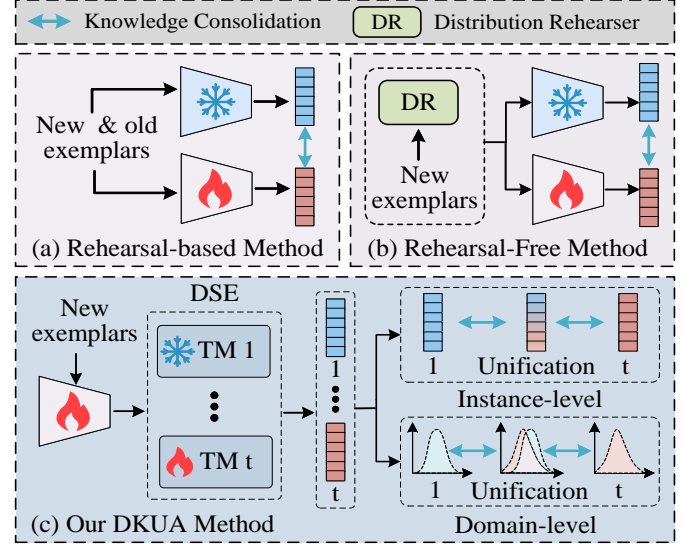 Knowledge Consolidation
DR
Distribution Rehearser
New & old
exemplars
(a) Rehearsal-based Method
DR
New
exemplars
(b) Rehearsal-Free Method
New
exemplars
DSE
TM 1
TM t
1
t
1
Unification
t
Instance-level
1
Unification
t
Domain-level
(c) Our DKUA Method